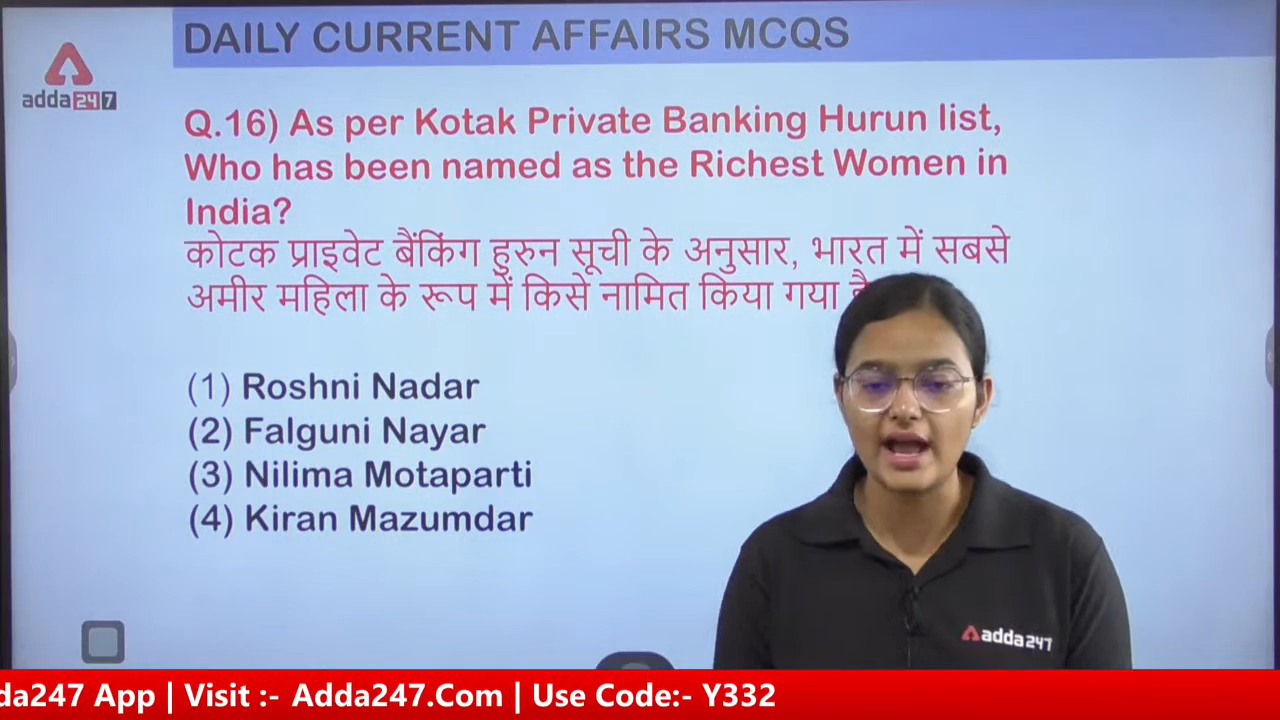 DAILY CURRENT AFFAIRS MCQS
adda247
Q.16) As per Kotak Private Banking Hurun list,
Who has been named as the Richest Women in
India?
कोटक प्राइवेट बैंकिंग हुरुन सूची के अनुसार, भारत में सबसे
अमीर महिला के रूप में किसे नामित किया गया
(1) Roshni Nadar
(2) Falguni Nayar
(3) Nilima Motaparti
(4) Kiran Mazumdar
adda247
da247 App | Visit :- Adda247.Com | Use Code:- Y332